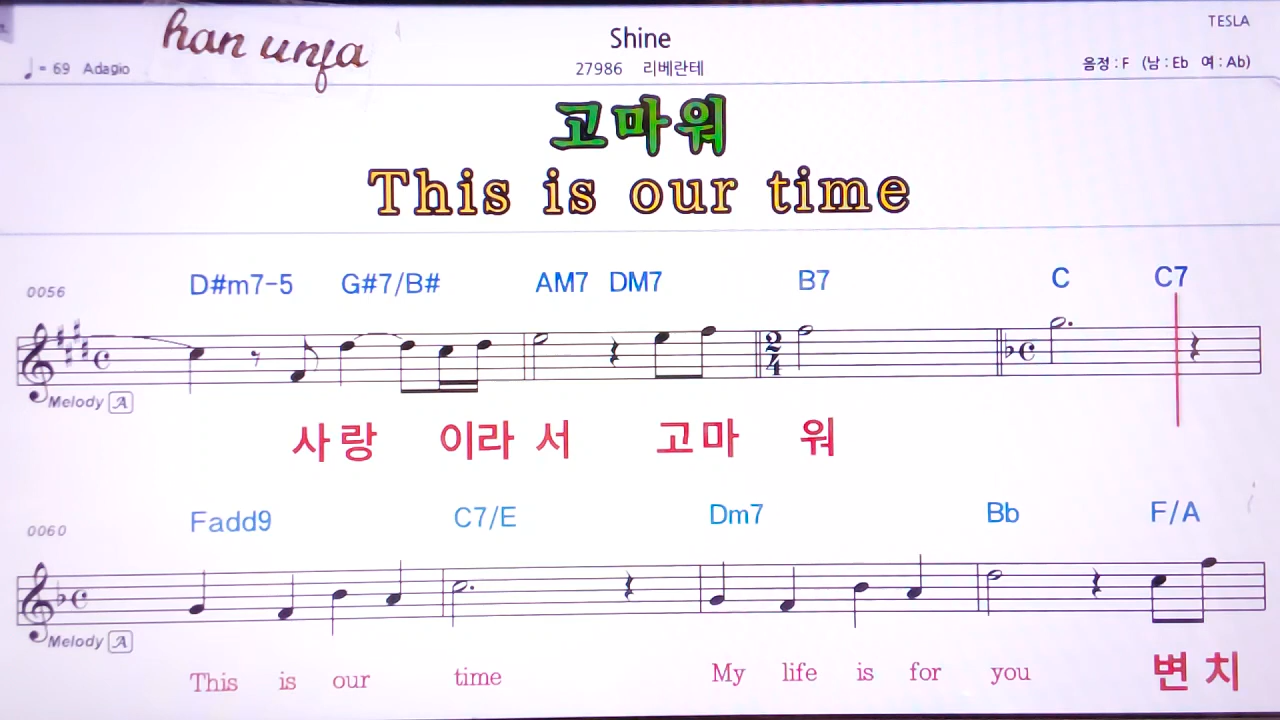 TESLA
han unja
Shine
♩= 69 Adagio
27986 리베란테
음정 : F (남 : Eb 여 : Ab)
고마워
This is our time
0056
D#m7-5 G#7/B# AM7 DM7 B7 C C7
2
4
Melody A
사랑 이라서 고마 워
0060
Fadd9 C7/E Dm7 Bb F/A
Melody A
This is our time My life is for you 변치